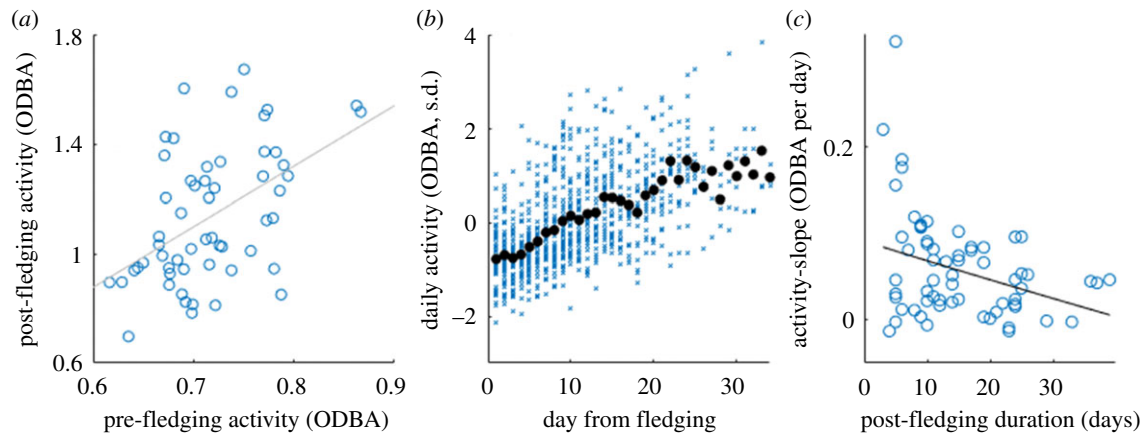 (a)
1.8
1.4
1
0.6
0.6
0.7
0.8
0.9
post-fledging activity (ODBA)
pre-fledging activity (ODBA)
(b)
4
2
0
−2
0
10
20
30
daily activity (ODBA, s.d.)
day from fledging
(c)
0.2
0
0
10
20
30
activity-slope (ODBA per day)
post-fledging duration (days)